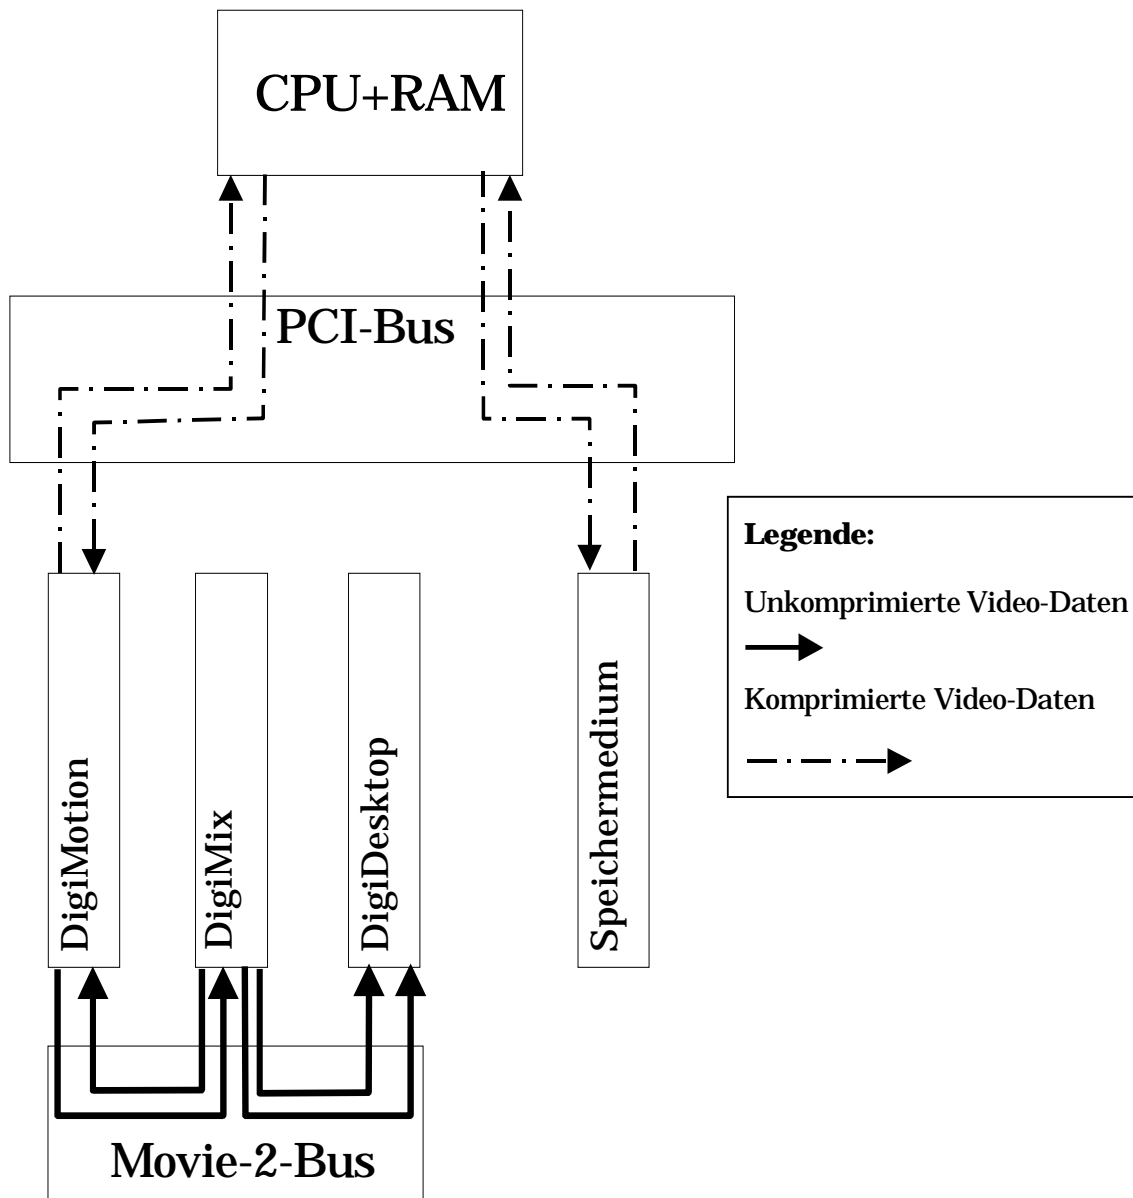 CPU+RAM
PCI-Bus
Legende:
Unkomprimierte Video-Daten
Komprimierte Video-Daten
DigiMotion
DigiMix
DigiDesktop
Speichermedium
Movie-2-Bus